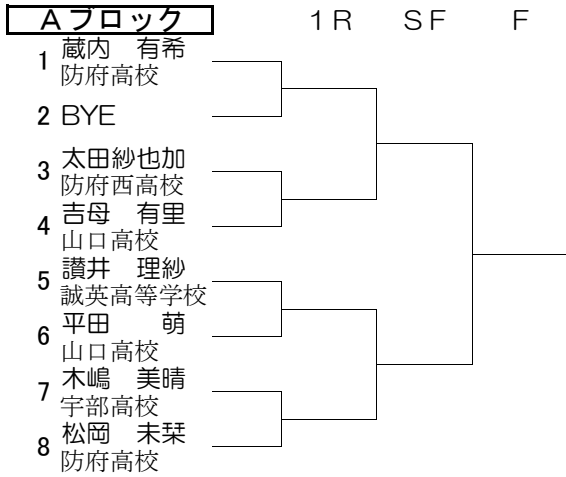 Aブロック 1R SF F
1 蔵内 有希
防府高校
2 BYE
3 太田紗也加
防府西高校
4 吉母 有里
山口高校
5 讃井 理紗
誠英高等学校
6 平田 萌
山口高校
7 木嶋 美晴
宇部高校
8 松岡 未栞
防府高校